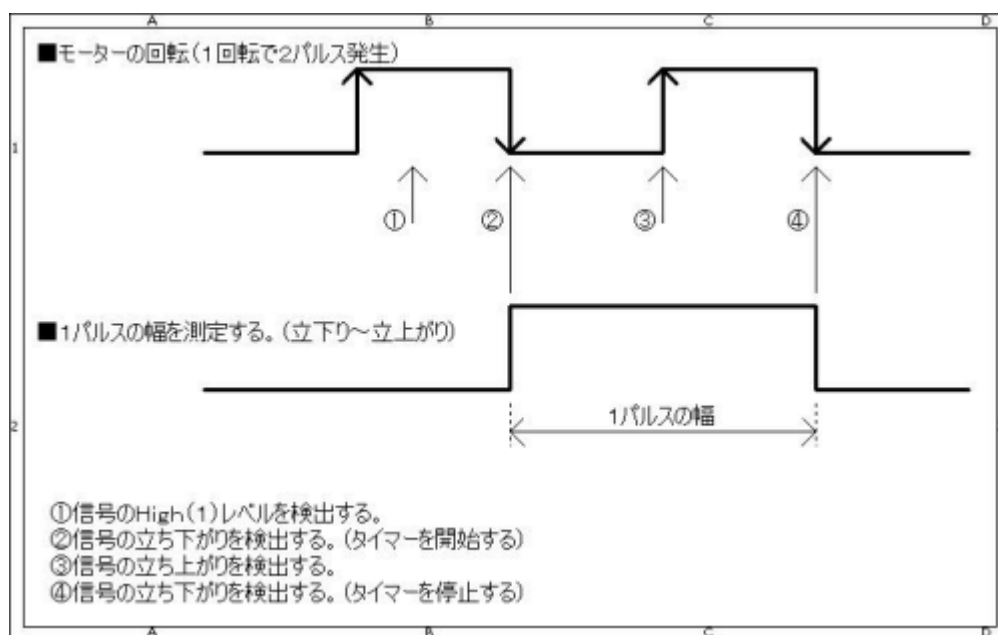 A B C D
■モーターの回転(1回転で2パルス発生)
1
① ② ③ ④
■1パルスの幅を測定する。(立下り～立上がり)
1パルスの幅
2
①信号のHigh(1)レベルを検出する。
②信号の立ち下がりを検出する。(タイマーを開始する)
③信号の立ち上がりを検出する。
④信号の立ち下がりを検出する。(タイマーを停止する)
A B C D